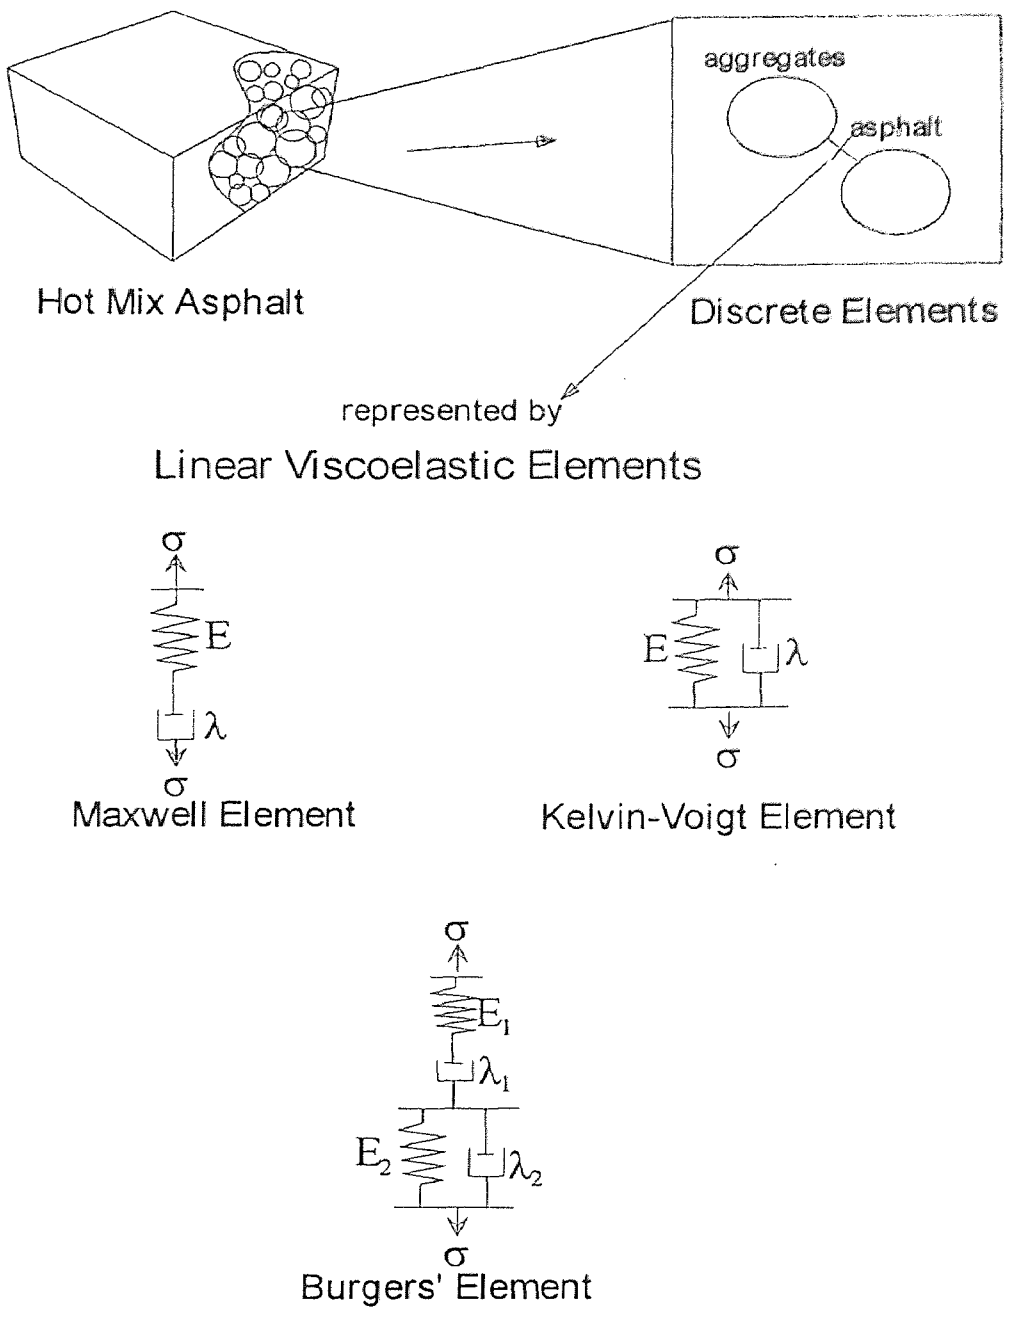 aggregates
asphalt
Hot Mix Asphalt
Discrete Elements
represented by
Linear Viscoelastic Elements
σ
E
λ
σ
Maxwell Element
σ
E
λ
σ
Kelvin-Voigt Element
σ
E₁
λ₁
E₂
λ₂
σ
Burgers' Element